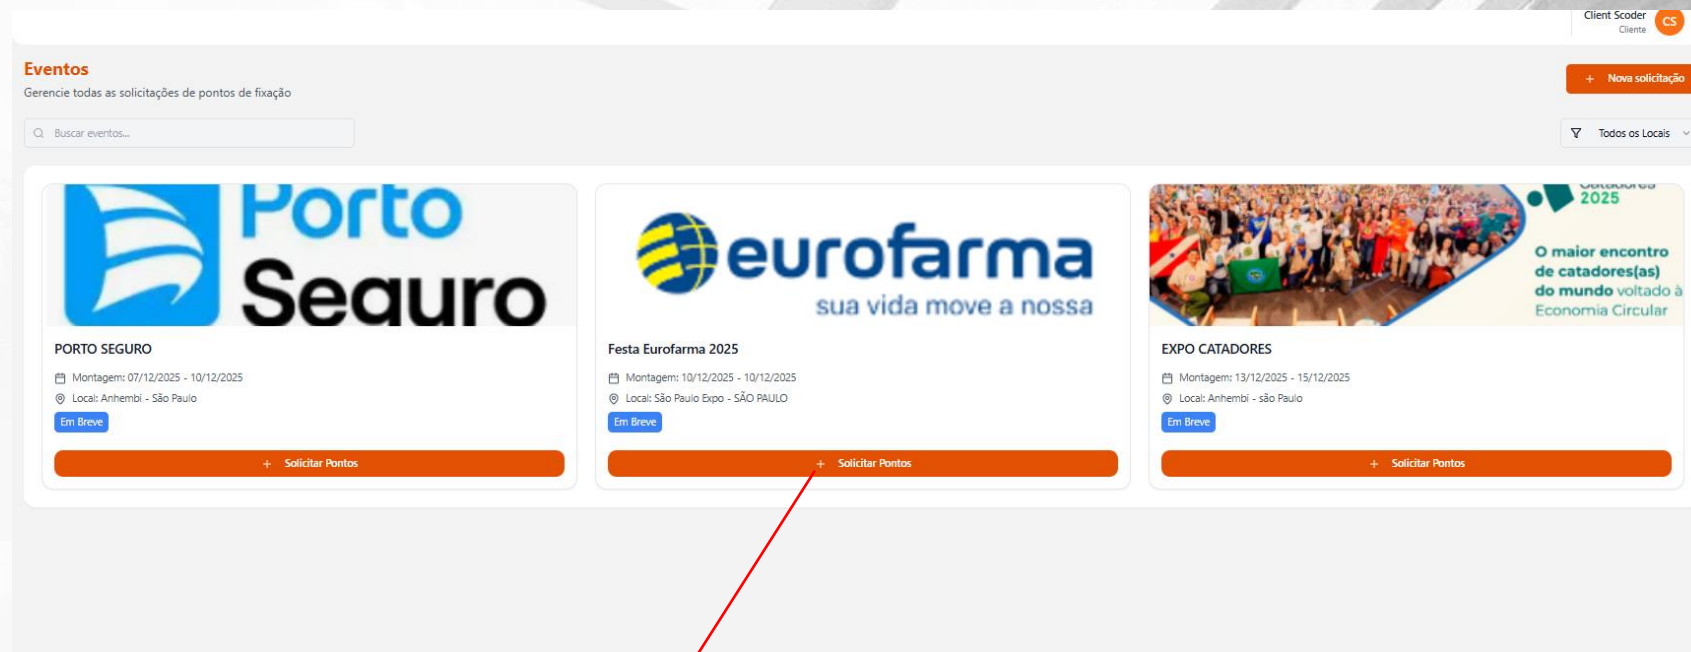 Client Scoder
Cliente
CS
Eventos
Gerencie todas as solicitações de pontos de fixação
+ Nova solicitação
Buscar eventos...
Todos os Locais
Porto
Seguro
eurofarma
sua vida move a nossa
Catadores
2025
O maior encontro
de catadores(as)
do mundo voltado à
Economia Circular
PORTO SEGURO
Montagem: 07/12/2025 - 10/12/2025
Local: Anhembi - São Paulo
Em Breve
+ Solicitar Pontos
Festa Eurofarma 2025
Montagem: 10/12/2025 - 10/12/2025
Local: São Paulo Expo - SÃO PAULO
Em Breve
+ Solicitar Pontos
EXPO CATADORES
Montagem: 13/12/2025 - 15/12/2025
Local: Anhembi - são Paulo
Em Breve
+ Solicitar Pontos